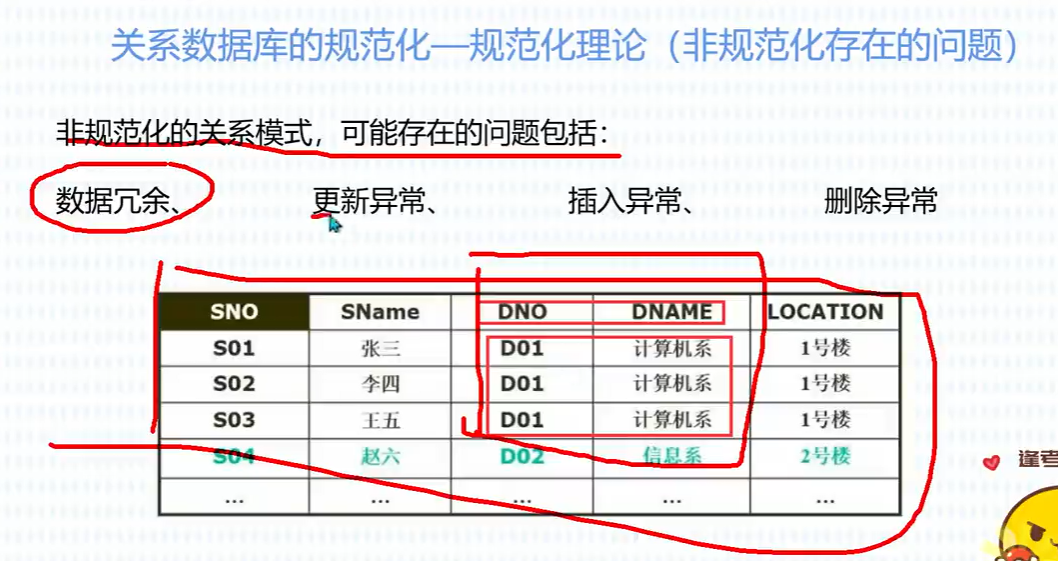 关系数据库的规范化—规范化理论（非规范化存在的问题）
非规范化的关系模式，可能存在的问题包括：
数据冗余、 更新异常、 插入异常、 删除异常
SNO SName DNO DNAME LOCATION
S01 张三 D01 计算机系 1号楼
S02 李四 D01 计算机系 1号楼
S03 王五 D01 计算机系 1号楼
S04 赵六 D02 信息系 2号楼
... ... ... ... ...
逢考